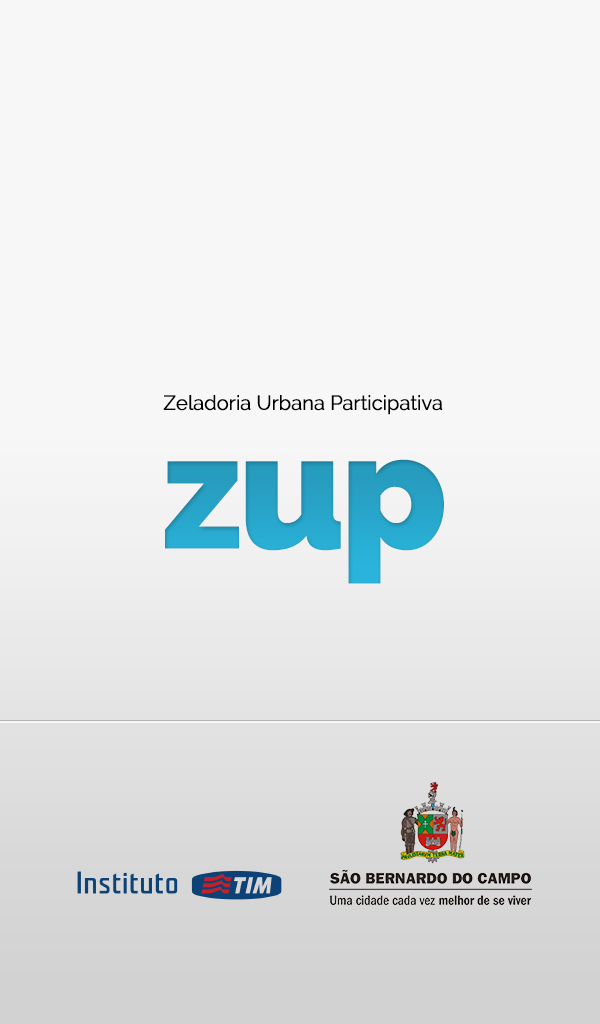 Zeladoria Urbana Participativa
zup
Instituto TIM
SÃO BERNARDO DO CAMPO
Uma cidade cada vez melhor de se viver